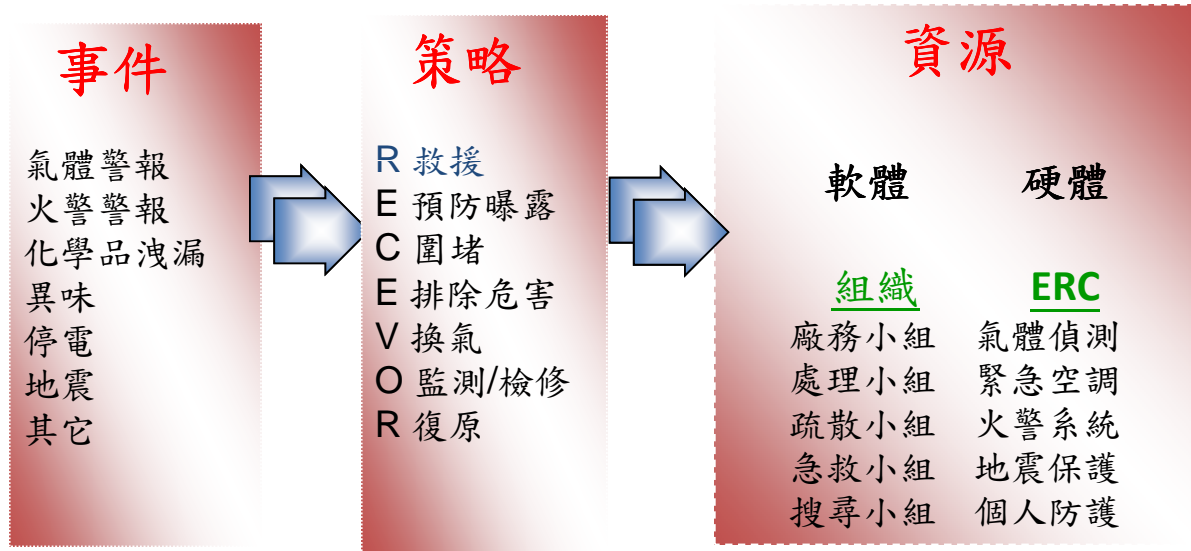 事件
氣體警報
火警警報
化學品洩漏
異味
停電
地震
其它
策略
R 救援
E 預防曝露
C 圍堵
E 排除危害
V 換氣
O 監測/檢修
R 復原
資源
軟體 硬體
組織 ERC
廠務小組 氣體偵測
處理小組 緊急空調
疏散小組 火警系統
急救小組 地震保護
搜尋小組 個人防護